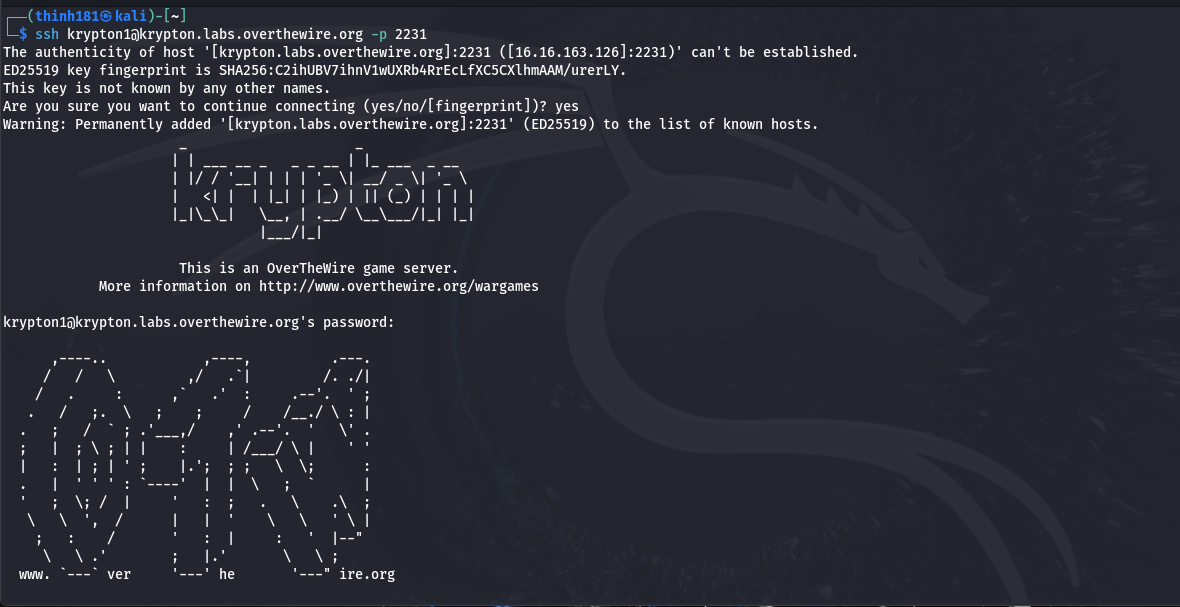 ┌──(thinh181㉿kali)-[~]
└─$ ssh krypton1@krypton.labs.overthewire.org -p 2231
The authenticity of host '[krypton.labs.overthewire.org]:2231 ([16.16.163.126]:2231)' can't be established.
ED25519 key fingerprint is SHA256:C2ihUBV7ihnV1wUXRb4RrEcLfXC5CXlhmAAM/urerLY.
This key is not known by any other names.
Are you sure you want to continue connecting (yes/no/[fingerprint])? yes
Warning: Permanently added '[krypton.labs.overthewire.org]:2231' (ED25519) to the list of known hosts.
krypton
This is an OverTheWire game server.
More information on http://www.overthewire.org/wargames
krypton1@krypton.labs.overthewire.org's password:
www. `---` ver '---' he '---" ire.org